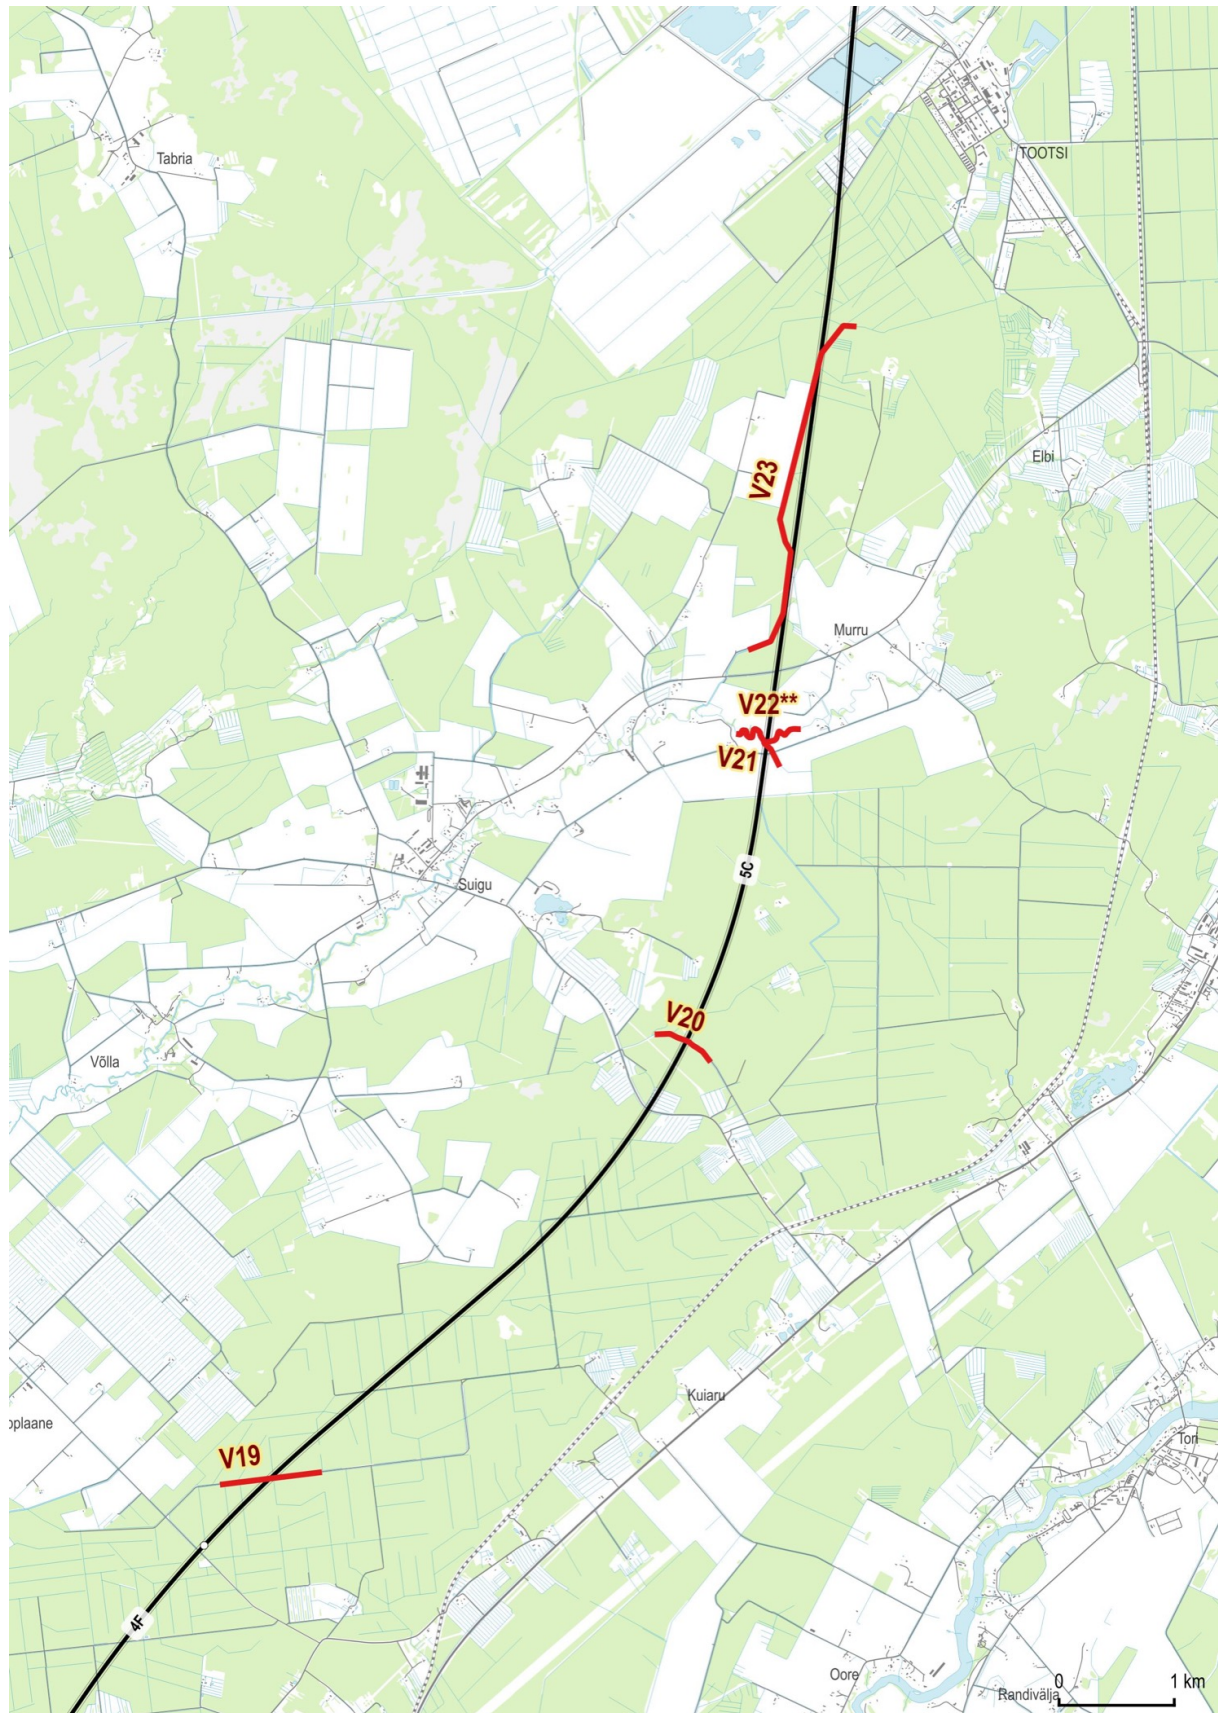 Tabria
TOOTSI
Elbi
V23
Murru
V22**
V21
5C
Suigu
V20
Võlla
Kuiaru
oplaane
Tori
V19
4F
Oore
Randivälja
0 1 km